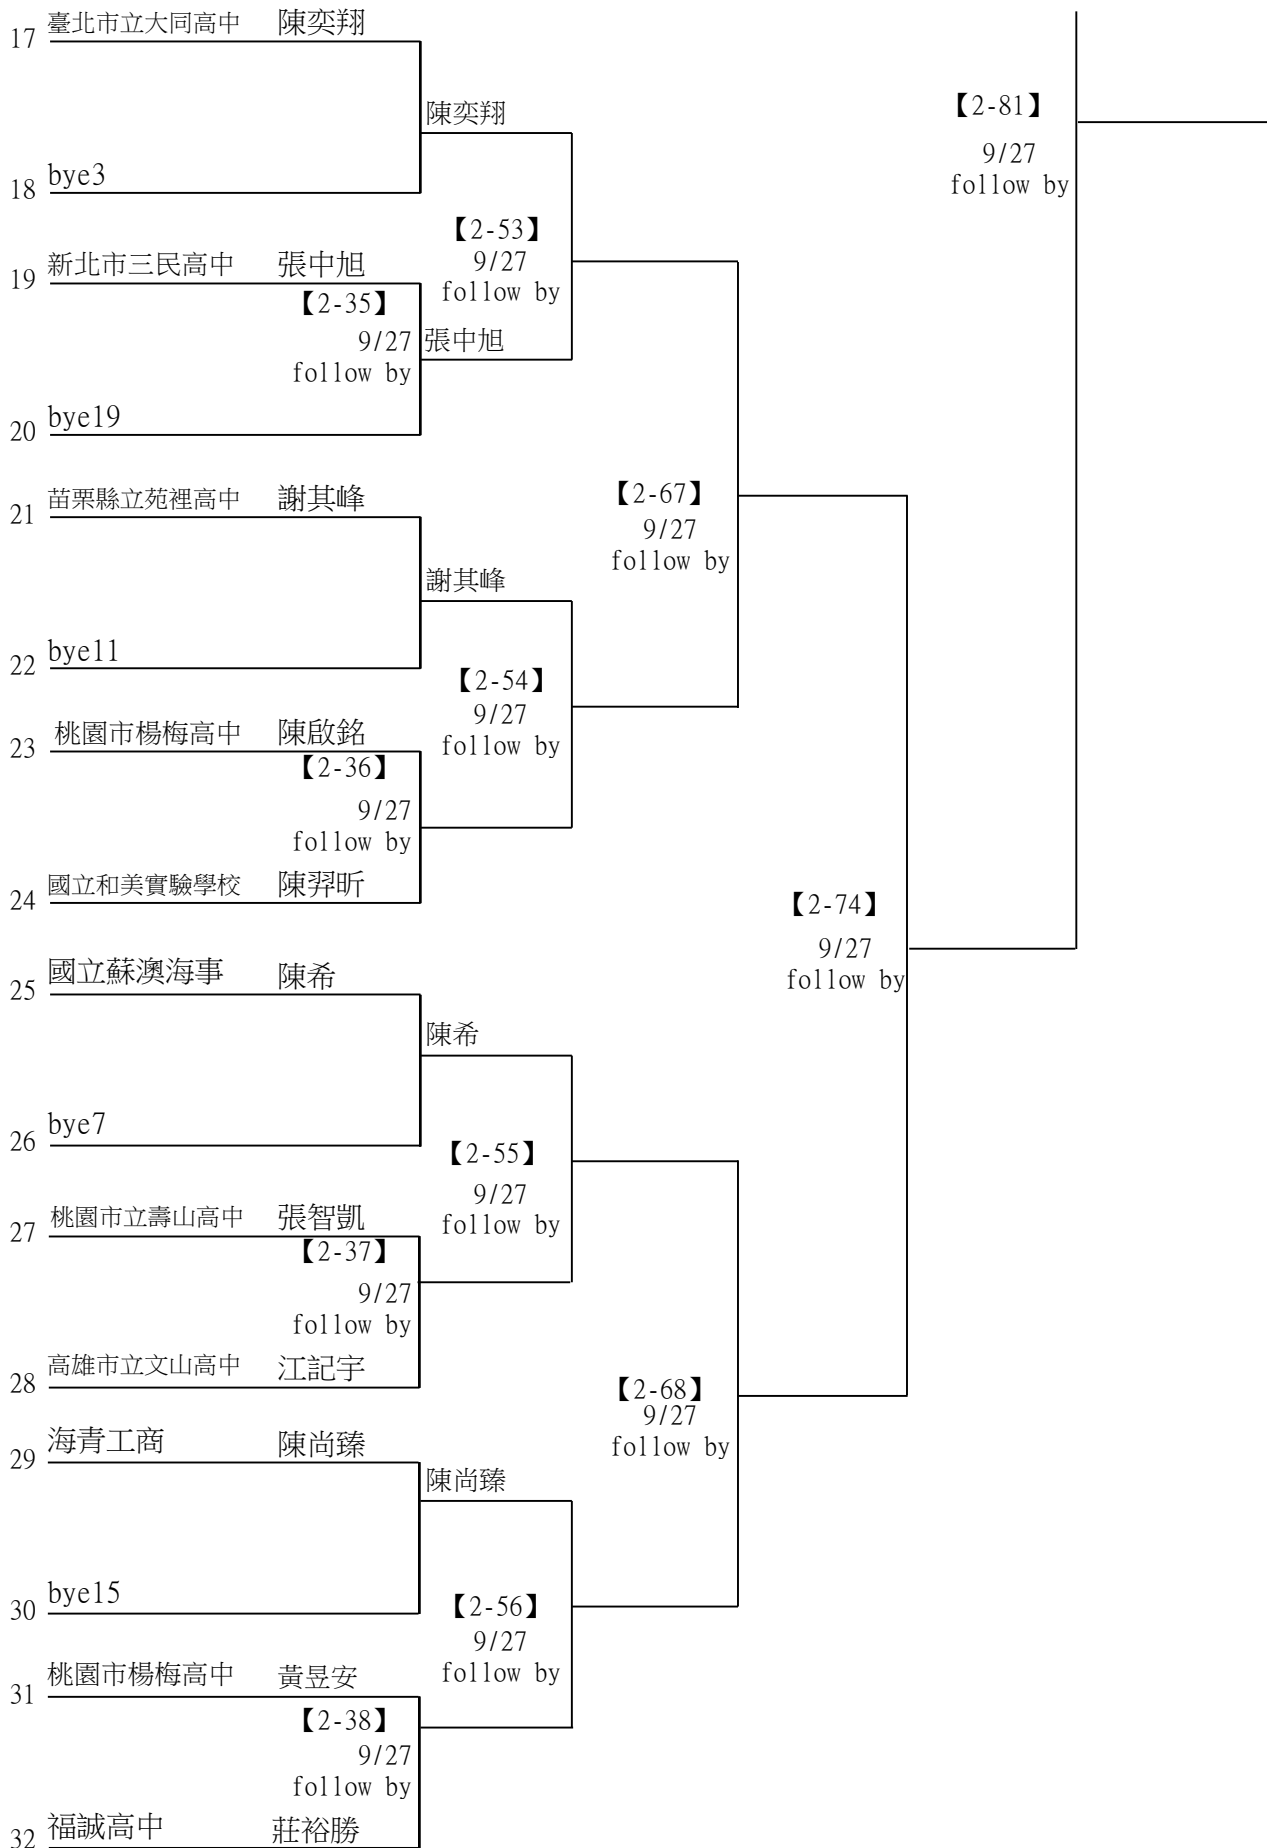 17 臺北市立大同高中 陳奕翔
陳奕翔
【2-81】
9/27
follow by
18 bye3
【2-53】
9/27
follow by
19 新北市三民高中 張中旭
【2-35】
9/27
follow by
張中旭
20 bye19
21 苗栗縣立苑裡高中 謝其峰
【2-67】
9/27
follow by
謝其峰
22 bye11
【2-54】
9/27
follow by
23 桃園市楊梅高中 陳啟銘
【2-36】
9/27
follow by
24 國立和美實驗學校 陳羿昕
【2-74】
9/27
follow by
25 國立蘇澳海事 陳希
陳希
26 bye7
【2-55】
9/27
follow by
27 桃園市立壽山高中 張智凱
【2-37】
9/27
follow by
28 高雄市立文山高中 江記宇
【2-68】
9/27
follow by
29 海青工商 陳尚臻
陳尚臻
30 bye15
【2-56】
9/27
follow by
31 桃園市楊梅高中 黃昱安
【2-38】
9/27
follow by
32 福誠高中 莊裕勝